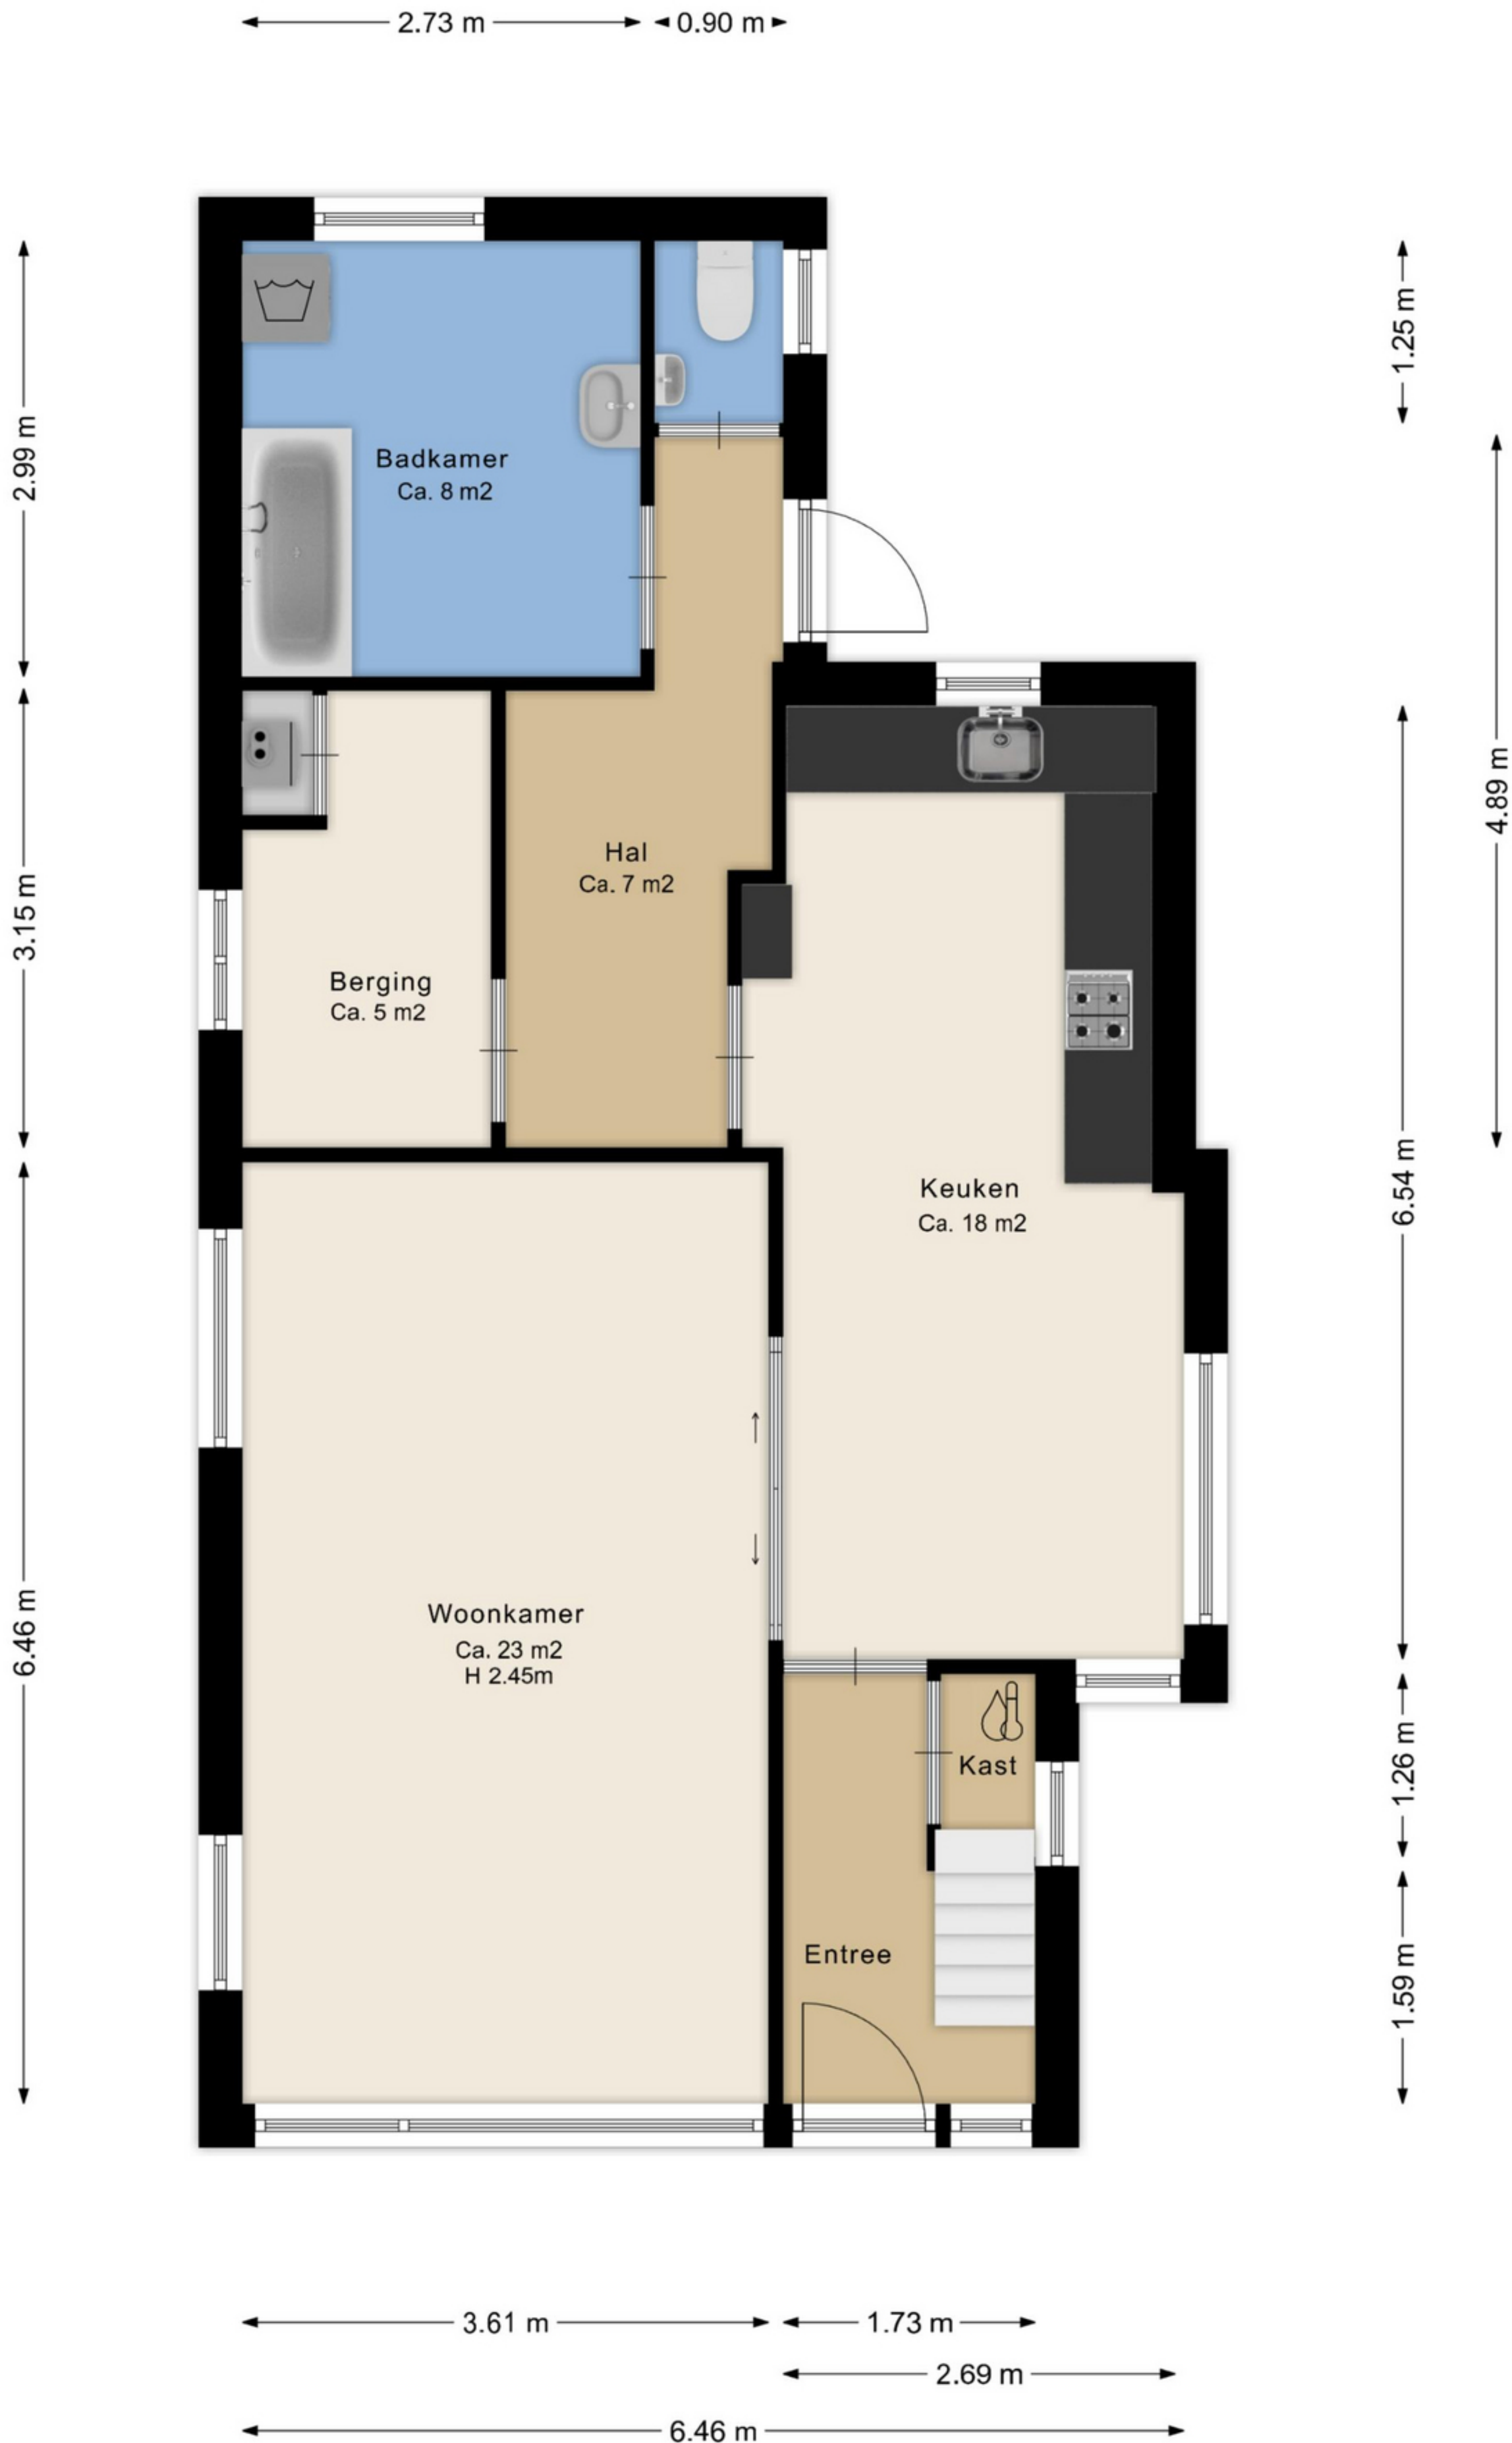 2.73 m
0.90 m
2.99 m
1.25 m
Badkamer
Ca. 8 m2
4.89 m
3.15 m
Hal
Ca. 7 m2
Berging
Ca. 5 m2
Keuken
Ca. 18 m2
6.54 m
6.46 m
Woonkamer
Ca. 23 m2
H 2.45m
Kast
1.26 m
Entree
1.59 m
3.61 m
1.73 m
2.69 m
6.46 m